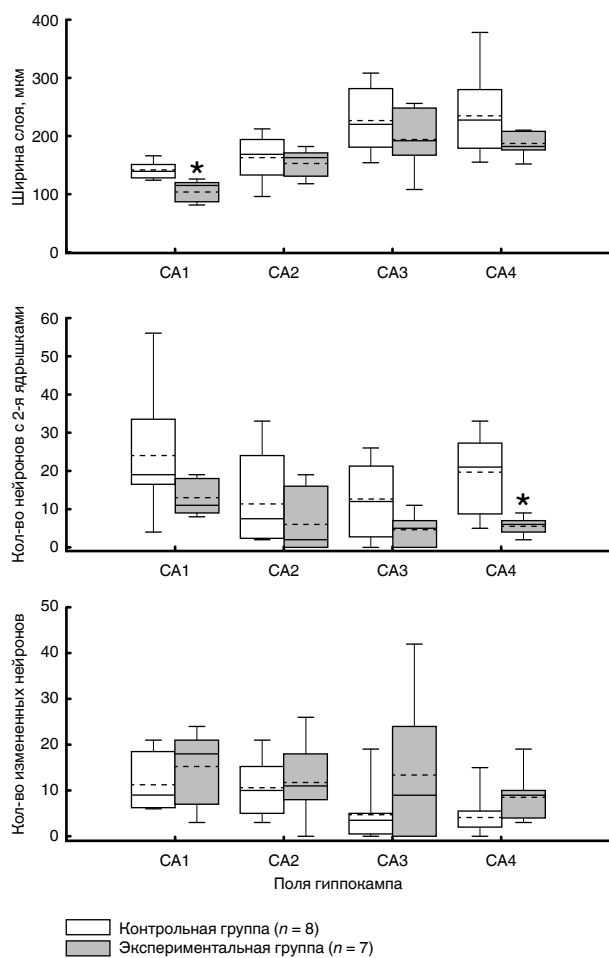 400
300
200
100
0
Ширина слоя, мкм
*
CA1 CA2 CA3 CA4
60
50
40
30
20
10
0
Кол-во нейронов с 2-я ядрышками
*
CA1 CA2 CA3 CA4
50
40
30
20
10
0
Кол-во измененных нейронов
CA1 CA2 CA3 CA4
Поля гиппокампа
Контрольная группа (n = 8)
Экспериментальная группа (n = 7)